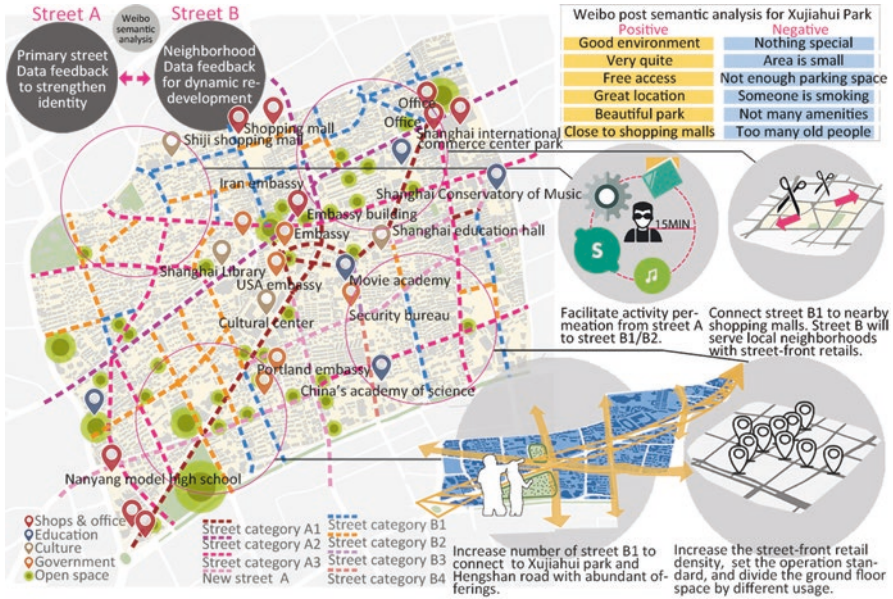 Street A
Weibo
semantic
analysis
Street B
Primary street
Data feedback
to strengthen
identity
Neighborhood
Data feedback
for dynamic re-
development
Weibo post semantic analysis for Xujiahui Park
Positive
Negative
Good environment
Nothing special
Very quite
Area is small
Free access
Not enough parking space
Great location
Someone is smoking
Beautiful park
Not many amenities
Close to shopping malls
Too many old people
Office
Office
Shopping mall
Shiji shopping mall
Shanghai international
commerce center park
Iran embassy
Shanghai Conservatory of Music
Embassy building
Embassy
Shanghai education hall
Shanghai Library
USA embassy
Movie academy
Cultural center
Security bureau
Portland embassy
China's academy of science
Nanyang model high school
15MIN
S
Facilitate activity per-
meation from street A
to street B1/B2.
Connect street B1 to nearby
shopping malls. Street B will
serve local neighborhoods
with street-front retails.
Shops & office
Education
Culture
Government
Open space
Street category A1
Street category A2
Street category A3
New street A
Street category B1
Street category B2
Street category B3
Street category B4
Increase number of street B1 to
connect to Xujiahui park and
Hengshan road with abundant of-
ferings.
Increase the street-front retail
density, set the operation stan-
dard, and divide the ground floor
space by different usage.